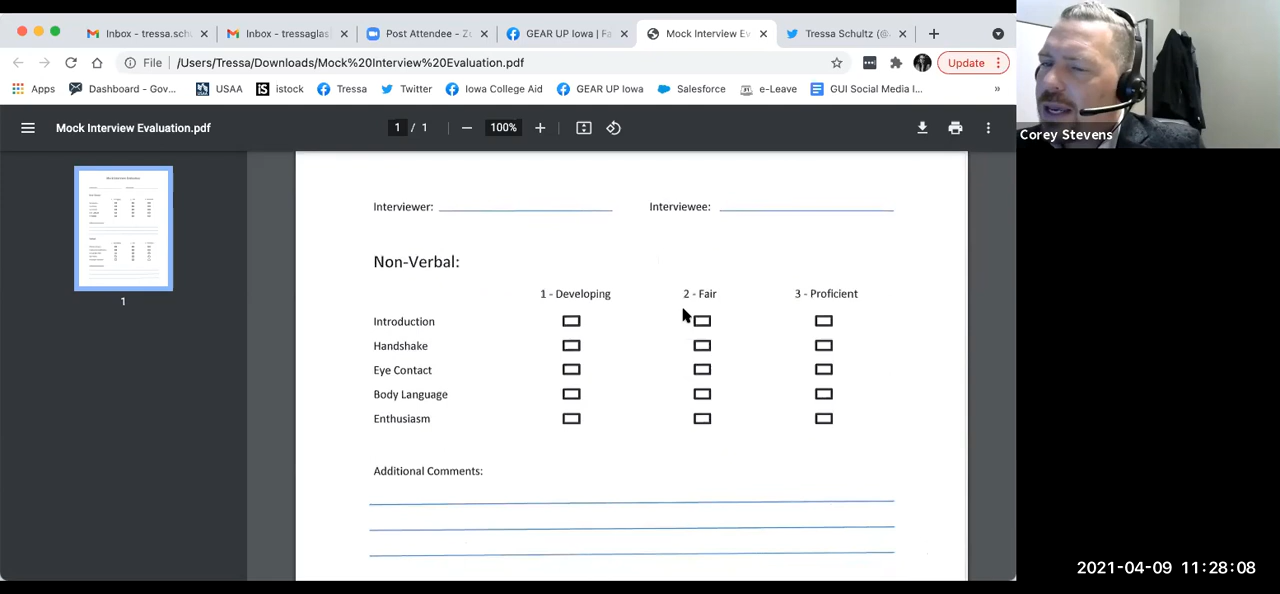 Inbox - tressa.sch
Inbox - tressaglas
Post Attendee - Z
GEAR UP Iowa | Fa
Mock Interview Ev
Tressa Schultz (@
File
/Users/Tressa/Downloads/Mock%20Interview%20Evaluation.pdf
Update
Apps
Dashboard - Gov...
USAA
istock
Tressa
Twitter
Iowa College Aid
GEAR UP Iowa
Salesforce
e-Leave
GUI Social Media I...
»
Mock Interview Evaluation.pdf
1 / 1
100%
Corey Stevens
1
Interviewer:
Interviewee:
Non-Verbal:
1 - Developing
2 - Fair
3 - Proficient
Introduction
Handshake
Eye Contact
Body Language
Enthusiasm
Additional Comments:
2021-04-09 11:28:08